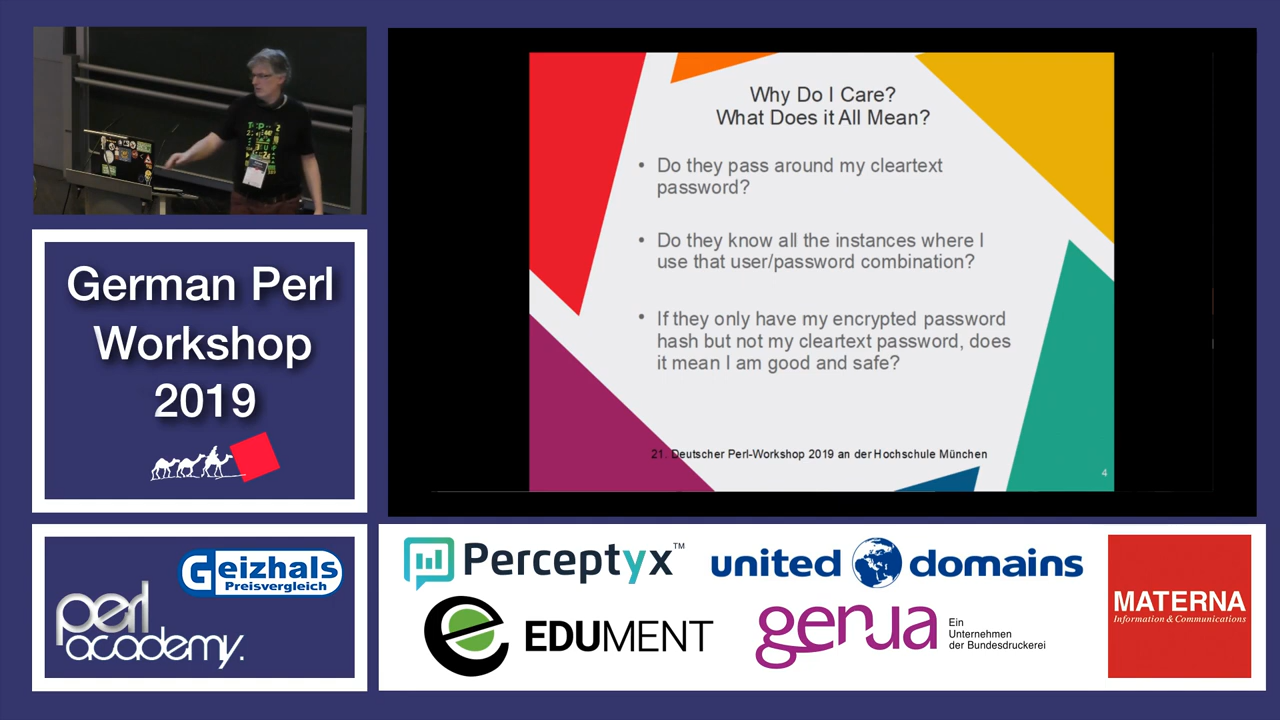 Why Do I Care?
What Does it All Mean?
• Do they pass around my cleartext
password?
• Do they know all the instances where I
use that user/password combination?
• If they only have my encrypted password
hash but not my cleartext password, does
it mean I am good and safe?
21. Deutscher Perl-Workshop 2019 an der Hochschule München
4
German Perl
Workshop
2019
Geizhals
Preisvergleich
perl
academy.
Perceptyx™
united domains
EDUMENT
genua
Ein
Unternehmen
der Bundesdruckerei
MATERNA
Information & Communications